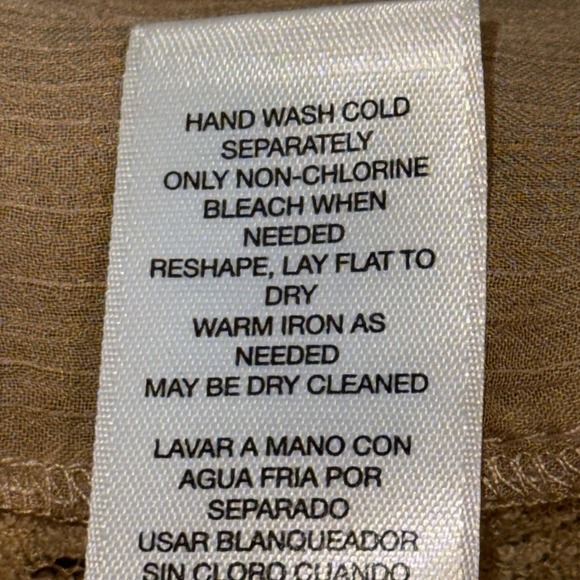 HAND WASH COLD
SEPARATELY
ONLY NON-CHLORINE
BLEACH WHEN
NEEDED
RESHAPE, LAY FLAT TO
DRY
WARM IRON AS
NEEDED
MAY BE DRY CLEANED
LAVAR A MANO CON
AGUA FRIA POR
SEPARADO
USAR BLANQUEADOR
SIN CLORO CUANDO